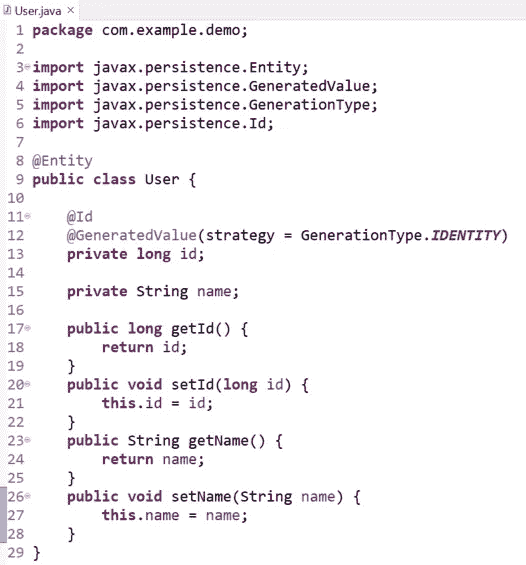 User.java
1 package com.example.demo;
2
3 import javax.persistence.Entity;
4 import javax.persistence.GeneratedValue;
5 import javax.persistence.GenerationType;
6 import javax.persistence.Id;
7
8 @Entity
9 public class User {
10
11     @Id
12     @GeneratedValue(strategy = GenerationType.IDENTITY)
13     private long id;
14
15     private String name;
16
17     public long getId() {
18         return id;
19     }
20     public void setId(long id) {
21         this.id = id;
22     }
23     public String getName() {
24         return name;
25     }
26     public void setName(String name) {
27         this.name = name;
28     }
29 }